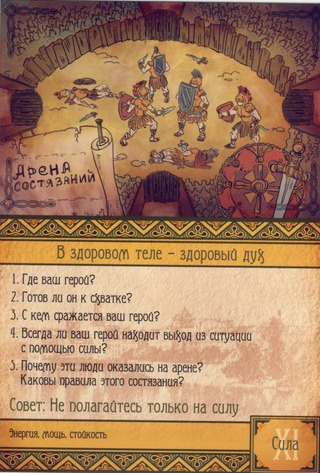 АРЕНА
СОСТЯЗАНИЙ
В здоровом теле – здоровый дух
1. Где ваш герой?
2. Готов ли он к схватке?
3. С кем сражается ваш герой?
4. Всегда ли ваш герой находит выход из ситуации
с помощью силы?
5. Почему эти люди оказались на арене?
Каковы правила этого состязания?
Совет: Не полагайтесь только на силу
Энергия, мощь, стойкость
XI
Сила